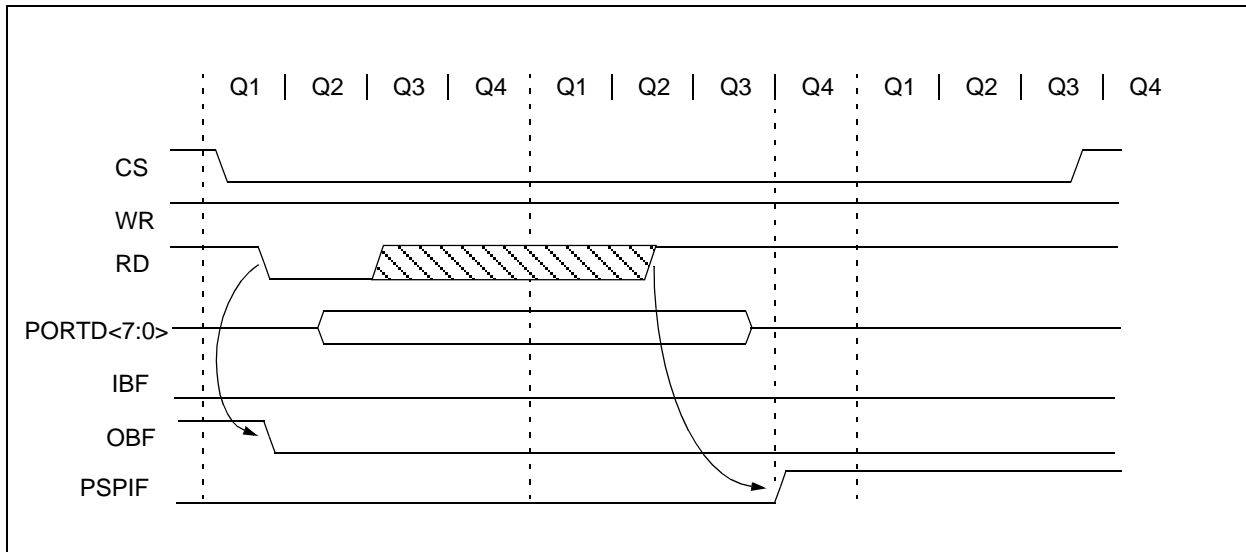 Q1 | Q2 | Q3 | Q4 | Q1 | Q2 | Q3 | Q4 | Q1 | Q2 | Q3 | Q4
CS
WR
RD
PORTD<7:0>
IBF
OBF
PSPIF